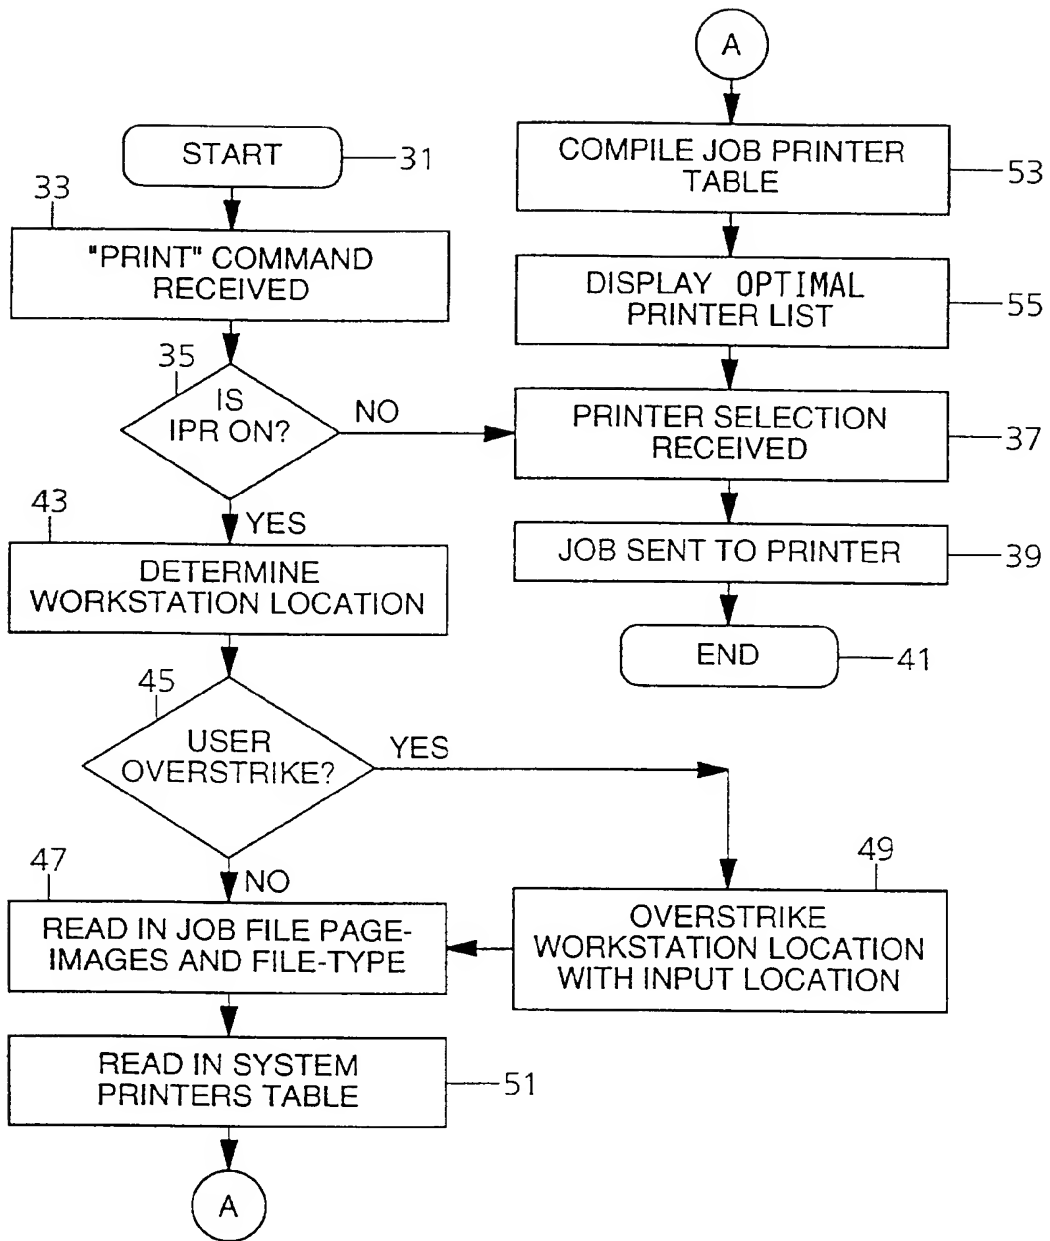 START
31
33
"PRINT" COMMAND
RECEIVED
35
IS
IPR ON?
NO
YES
43
DETERMINE
WORKSTATION LOCATION
45
USER
OVERSTRIKE?
YES
NO
47
READ IN JOB FILE PAGE-
IMAGES AND FILE-TYPE
49
OVERSTRIKE
WORKSTATION LOCATION
WITH INPUT LOCATION
READ IN SYSTEM
PRINTERS TABLE
51
A
A
COMPILE JOB PRINTER
TABLE
53
DISPLAY OPTIMAL
PRINTER LIST
55
PRINTER SELECTION
RECEIVED
37
JOB SENT TO PRINTER
39
END
41